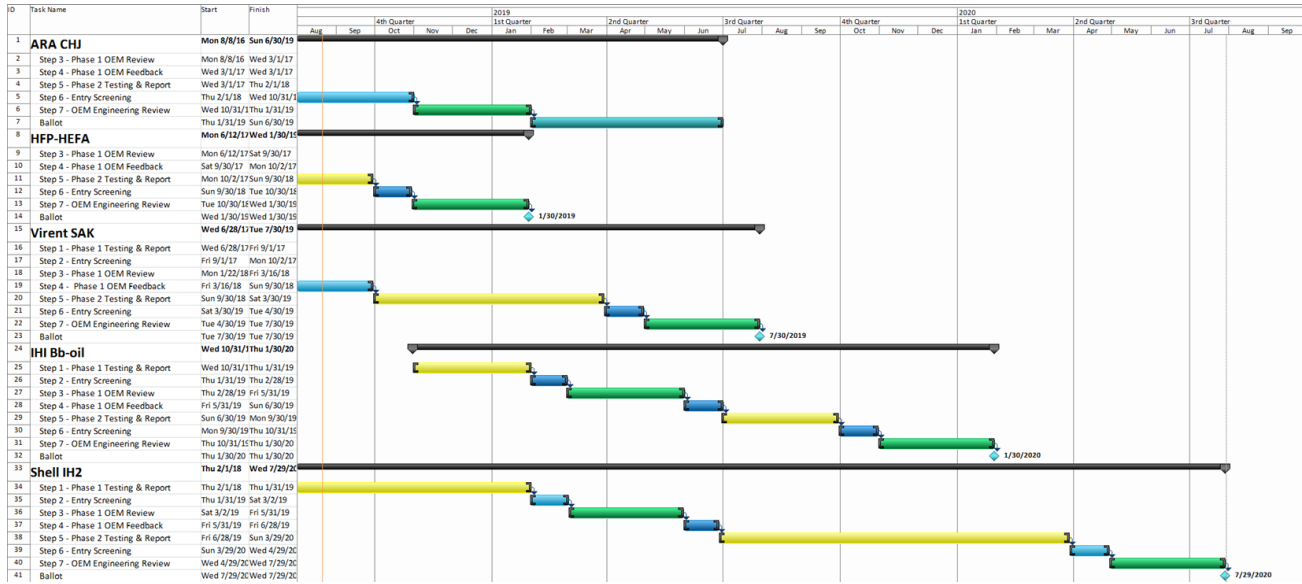 ID Task Name Start Finish 2019 2020
4th Quarter 1st Quarter 2nd Quarter 3rd Quarter 4th Quarter 1st Quarter 2nd Quarter 3rd Quarter
Aug Sep Oct Nov Dec Jan Feb Mar Apr May Jun Jul Aug Sep Oct Nov Dec Jan Feb Mar Apr May Jun Jul Aug Sep
1 ARA CHJ Mon 8/8/16 Sun 6/30/19
2 Step 3 - Phase 1 OEM Review Mon 8/8/16 Wed 3/1/17
3 Step 4 - Phase 1 OEM Feedback Wed 3/1/17 Wed 3/1/17
4 Step 5 - Phase 2 Testing & Report Wed 3/1/17 Thu 2/1/18
5 Step 6 - Entry Screening Thu 2/1/18 Wed 10/31/1
6 Step 7 - OEM Engineering Review Wed 10/31/1 Thu 1/31/19
7 Ballot Thu 1/31/19 Sun 6/30/19
8 HFP-HEFA Mon 6/12/17 Wed 1/30/19
9 Step 3 - Phase 1 OEM Review Mon 6/12/17 Sat 9/30/17
10 Step 4 - Phase 1 OEM Feedback Sat 9/30/17 Mon 10/2/17
11 Step 5 - Phase 2 Testing & Report Mon 10/2/17 Sun 9/30/18
12 Step 6 - Entry Screening Sun 9/30/18 Tue 10/30/18
13 Step 7 - OEM Engineering Review Tue 10/30/18 Wed 1/30/19
14 Ballot Wed 1/30/19 Wed 1/30/19 1/30/2019
15 Virent SAK Wed 6/28/17 Tue 7/30/19
16 Step 1 - Phase 1 Testing & Report Wed 6/28/17 Fri 9/1/17
17 Step 2 - Entry Screening Fri 9/1/17 Mon 10/2/17
18 Step 3 - Phase 1 OEM Review Mon 1/22/18 Fri 3/16/18
19 Step 4 - Phase 1 OEM Feedback Fri 3/16/18 Sun 9/30/18
20 Step 5 - Phase 2 Testing & Report Sun 9/30/18 Sat 3/30/19
21 Step 6 - Entry Screening Sat 3/30/19 Tue 4/30/19
22 Step 7 - OEM Engineering Review Tue 4/30/19 Tue 7/30/19
23 Ballot Tue 7/30/19 Tue 7/30/19 7/30/2019
24 IHI Bb-oil Wed 10/31/1 Thu 1/30/20
25 Step 1 - Phase 1 Testing & Report Wed 10/31/1 Thu 1/31/19
26 Step 2 - Entry Screening Thu 1/31/19 Thu 2/28/19
27 Step 3 - Phase 1 OEM Review Thu 2/28/19 Fri 5/31/19
28 Step 4 - Phase 1 OEM Feedback Fri 5/31/19 Sun 6/30/19
29 Step 5 - Phase 2 Testing & Report Sun 6/30/19 Mon 9/30/19
30 Step 6 - Entry Screening Mon 9/30/19 Thu 10/31/19
31 Step 7 - OEM Engineering Review Thu 10/31/19 Thu 1/30/20
32 Ballot Thu 1/30/20 Thu 1/30/20 1/30/2020
33 Shell IH2 Thu 2/1/18 Wed 7/29/20
34 Step 1 - Phase 1 Testing & Report Thu 2/1/18 Thu 1/31/19
35 Step 2 - Entry Screening Thu 1/31/19 Sat 3/2/19
36 Step 3 - Phase 1 OEM Review Sat 3/2/19 Fri 5/31/19
37 Step 4 - Phase 1 OEM Feedback Fri 5/31/19 Fri 6/28/19
38 Step 5 - Phase 2 Testing & Report Fri 6/28/19 Sun 3/29/20
39 Step 6 - Entry Screening Sun 3/29/20 Wed 4/29/20
40 Step 7 - OEM Engineering Review Wed 4/29/20 Wed 7/29/20
41 Ballot Wed 7/29/20 Wed 7/29/20 7/29/2020